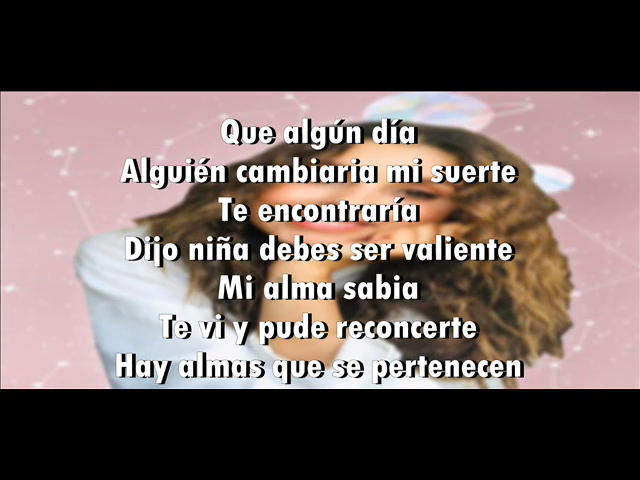 Que algún día
Alguién cambiaria mi suerte
Te encontraría
Dijo niña debes ser valiente
Mi alma sabia
Te vi y pude reconcerte
Hay almas que se pertenecen